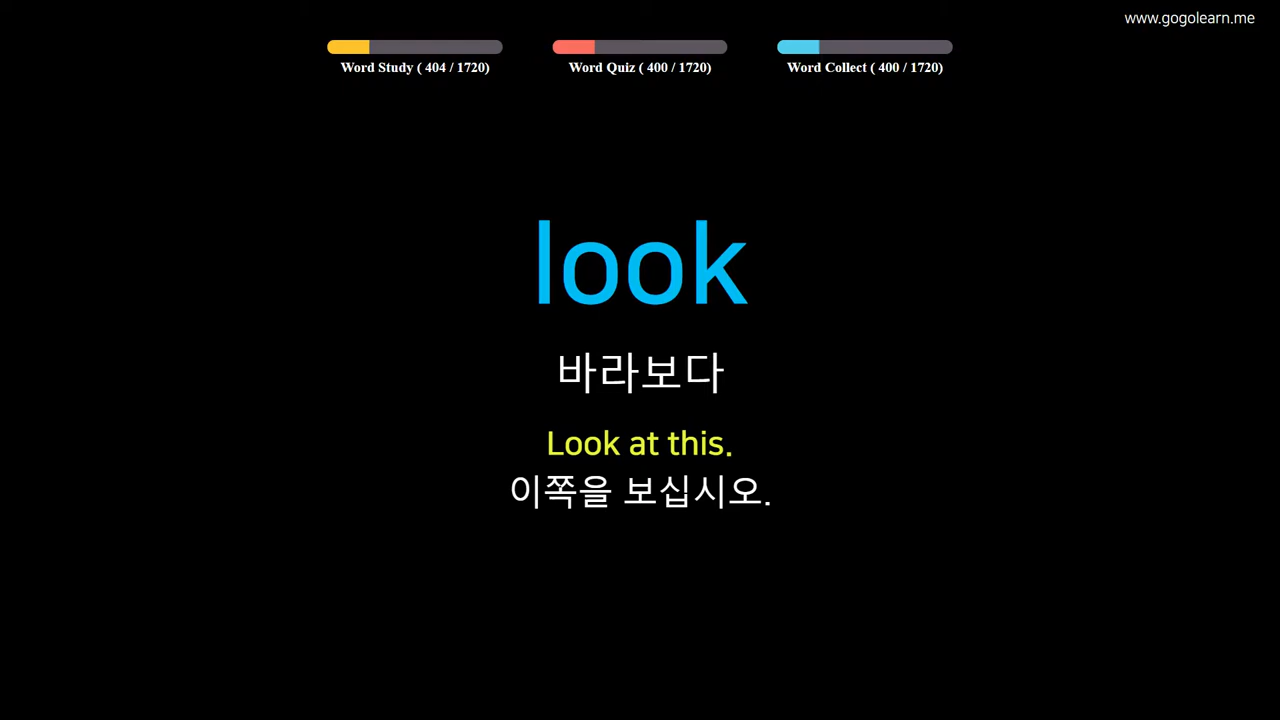 www.gogolearn.me
Word Study ( 404 / 1720)
Word Quiz ( 400 / 1720)
Word Collect ( 400 / 1720)
look
바라보다
Look at this.
이쪽을 보십시오.